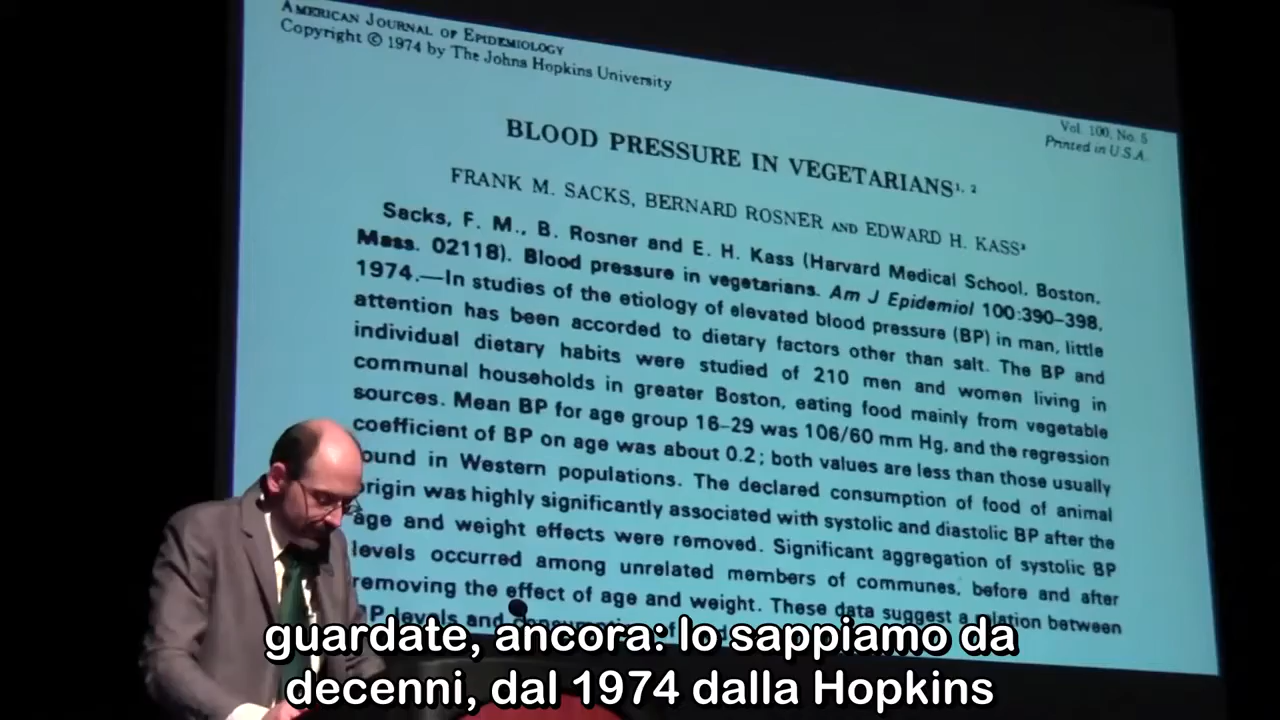 AMERICAN JOURNAL OF EPIDEMIOLOGY
Copyright © 1974 by The Johns Hopkins University
Vol. 100, No. 5
Printed in U.S.A.
BLOOD PRESSURE IN VEGETARIANS¹, ²
FRANK M. SACKS, BERNARD ROSNER AND EDWARD H. KASS³
Sacks, F. M., B. Rosner and E. H. Kass (Harvard Medical School, Boston,
Mass. 02118). Blood pressure in vegetarians. Am J Epidemiol 100:390–398,
1974.—In studies of the etiology of elevated blood pressure (BP) in man, little
attention has been accorded to dietary factors other than salt. The BP and
individual dietary habits were studied of 210 men and women living in
communal households in greater Boston, eating food mainly from vegetable
sources. Mean BP for age group 16–29 was 106/60 mm Hg, and the regression
coefficient of BP on age was about 0.2; both values are less than those usually
found in Western populations. The declared consumption of food of animal
origin was highly significantly associated with systolic and diastolic BP after the
age and weight effects were removed. Significant aggregation of systolic BP
levels occurred among unrelated members of communes, before and after
removing the effect of age and weight. These data suggest a relation between
BP levels and
guardate, ancora: lo sappiamo da
decenni, dal 1974 dalla Hopkins